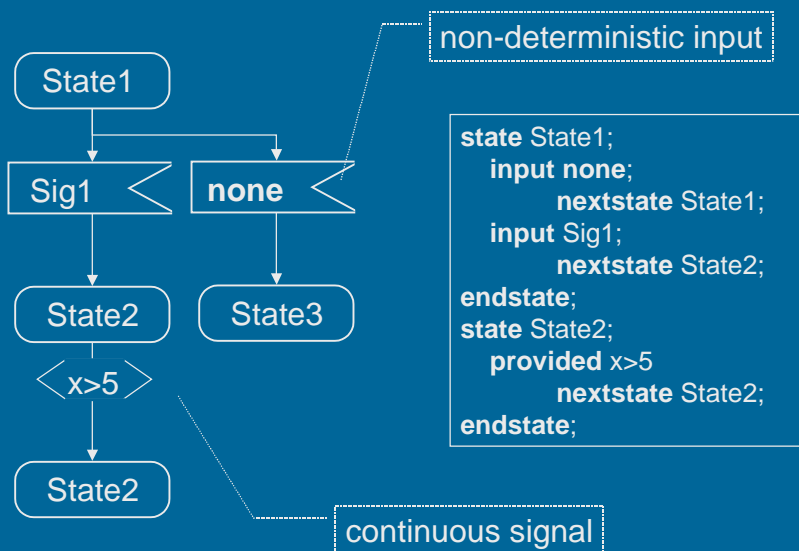 non-deterministic input
State1
Sig1
none
State2
State3
x>5
State2
continuous signal
state State1;
input none;
nextstate State1;
input Sig1;
nextstate State2;
endstate;
state State2;
provided x>5
nextstate State2;
endstate;